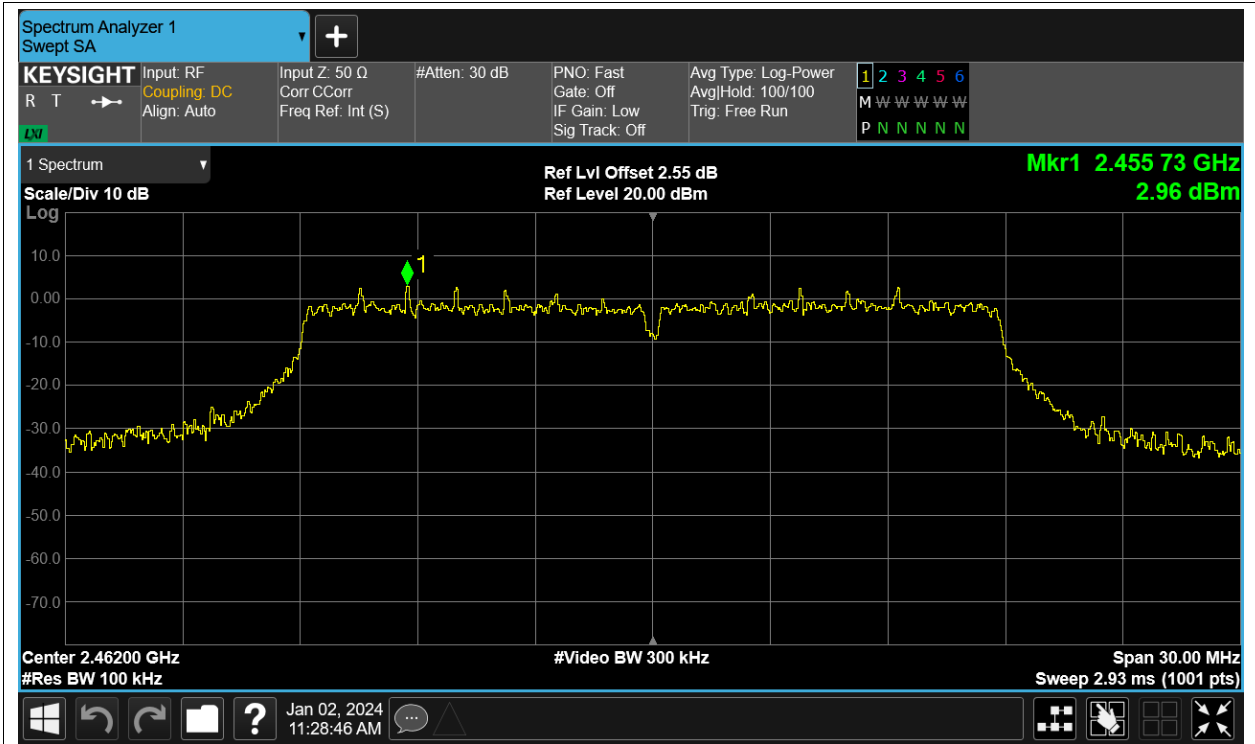 Spectrum Analyzer 1
Swept SA
KEYSIGHT
R T
LXI
Input: RF
Coupling: DC
Align: Auto
Input Z: 50 Ω
Corr CCorr
Freq Ref: Int (S)
#Atten: 30 dB
PNO: Fast
Gate: Off
IF Gain: Low
Sig Track: Off
Avg Type: Log-Power
Avg|Hold: 100/100
Trig: Free Run
1 2 3 4 5 6
M W W W W W
P N N N N N
1 Spectrum
Scale/Div 10 dB
Log
Ref Lvl Offset 2.55 dB
Ref Level 20.00 dBm
Mkr1 2.455 73 GHz
2.96 dBm
1
10.0
0.00
-10.0
-20.0
-30.0
-40.0
-50.0
-60.0
-70.0
Center 2.46200 GHz
#Res BW 100 kHz
#Video BW 300 kHz
Span 30.00 MHz
Sweep 2.93 ms (1001 pts)
?
Jan 02, 2024
11:28:46 AM